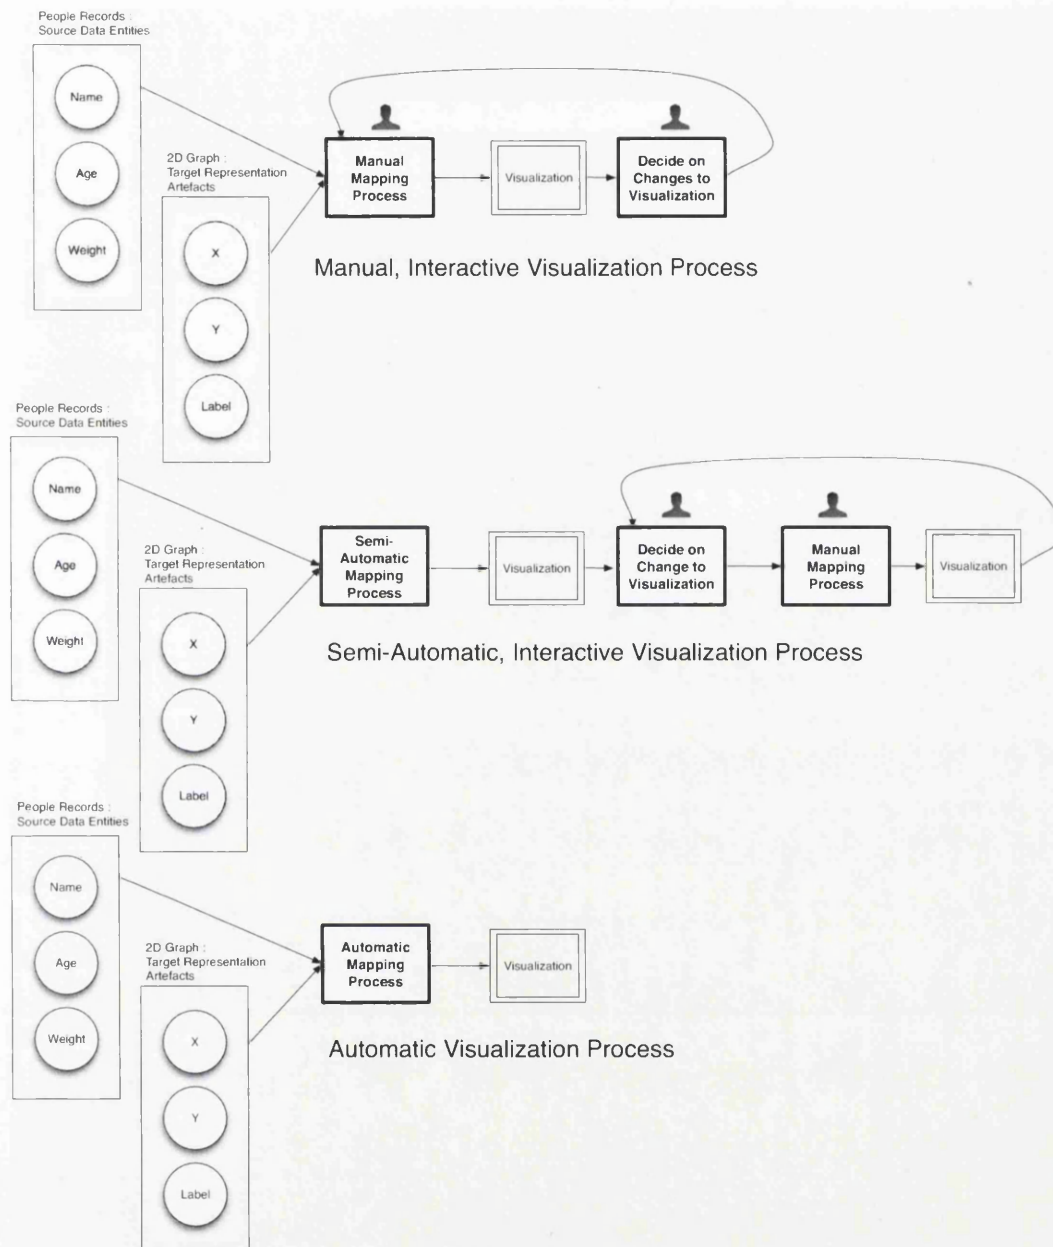 People Records :
Source Data Entities
Name
Age
Weight
2D Graph :
Target Representation
Artefacts
X
Y
Label
Manual
Mapping
Process
Visualization
Decide on
Changes to
Visualization
Manual, Interactive Visualization Process
People Records :
Source Data Entities
Name
Age
Weight
2D Graph :
Target Representation
Artefacts
X
Y
Label
Semi-
Automatic
Mapping
Process
Visualization
Decide on
Change to
Visualization
Manual
Mapping
Process
Visualization
Semi-Automatic, Interactive Visualization Process
People Records :
Source Data Entities
Name
Age
Weight
2D Graph :
Target Representation
Artefacts
X
Y
Label
Automatic
Mapping
Process
Visualization
Automatic Visualization Process